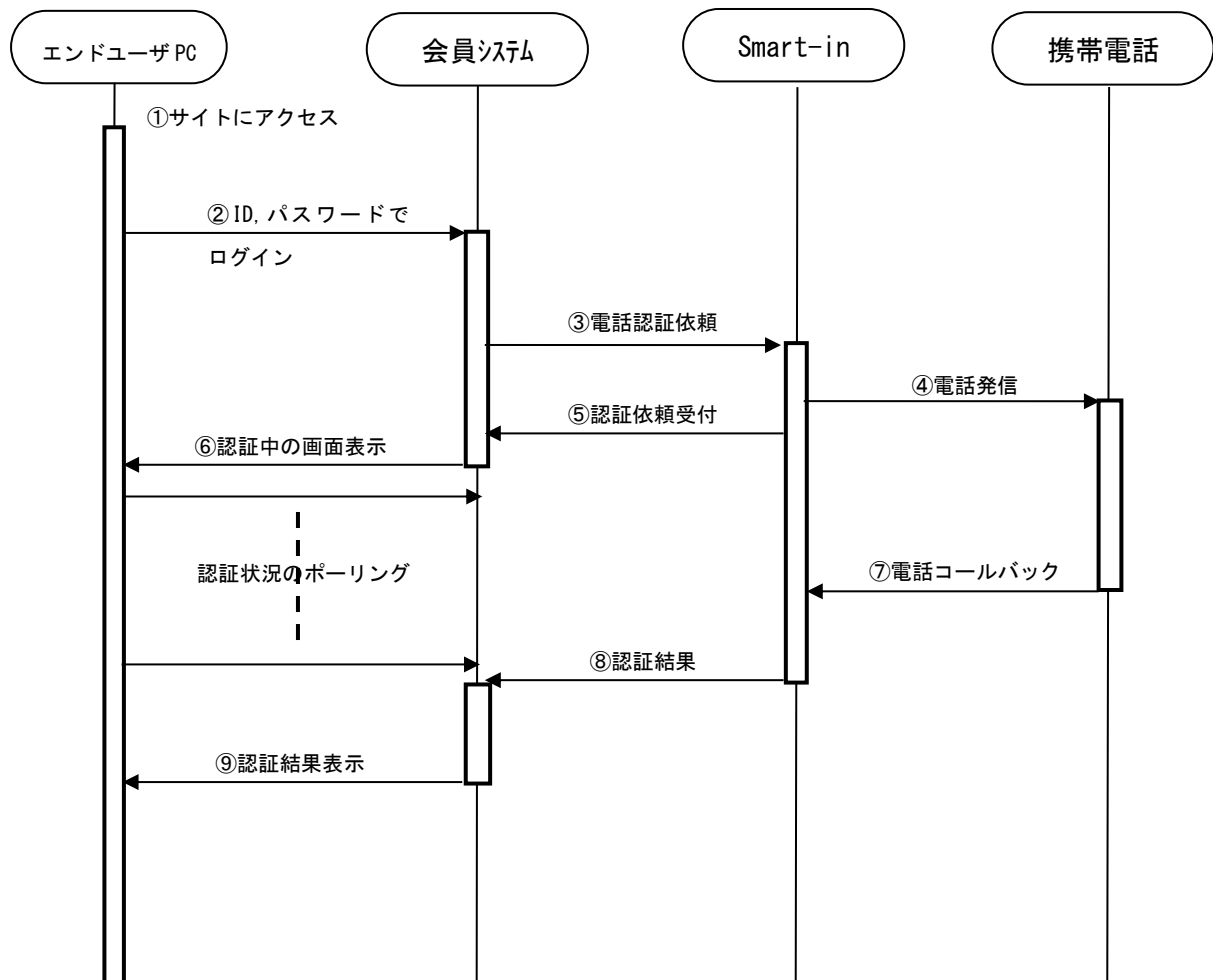 エンドユーザPC
会員システム
Smart-in
携帯電話
①サイトにアクセス
②ID,パスワードで
ログイン
③電話認証依頼
④電話発信
⑤認証依頼受付
⑥認証中の画面表示
認証状況のポーリング
⑦電話コールバック
⑧認証結果
⑨認証結果表示